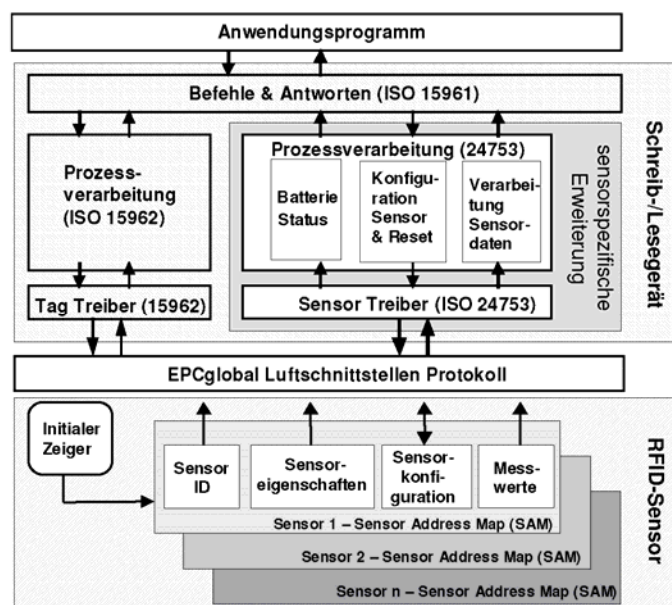 Anwendungsprogramm
Befehle & Antworten (ISO 15961)
Prozess-
verarbeitung
(ISO 15962)
Prozessverarbeitung (24753)
Batterie
Status
Konfigu-
ration
Sensor
& Reset
Verarbei-
tung
Sensor-
daten
sensorspezifische
Erweiterung
Schreib-/Lesegerät
Tag Treiber (15962)
Sensor Treiber (ISO 24753)
EPCglobal Luftschnittstellen Protokoll
Initialer
Zeiger
Sensor
ID
Sensor-
eigenschaften
Sensor-
konfi-
guration
Mess-
werte
Sensor 1 – Sensor Address Map (SAM)
Sensor 2 – Sensor Address Map (SAM)
Sensor n – Sensor Address Map (SAM)
RFID-Sensor